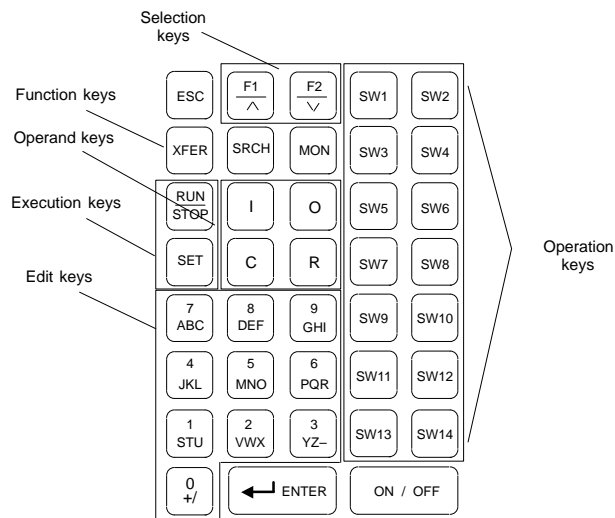 Selection
keys
Function keys
Operand keys
Execution keys
Edit keys
Operation
keys
ESC
F1
F2
SW1
SW2
XFER
SRCH
MON
SW3
SW4
RUN
STOP
I
O
SW5
SW6
SET
C
R
SW7
SW8
7
ABC
8
DEF
9
GHI
SW9
SW10
4
JKL
5
MNO
6
PQR
SW11
SW12
1
STU
2
VWX
3
YZ–
SW13
SW14
0
+/
ENTER
ON / OFF